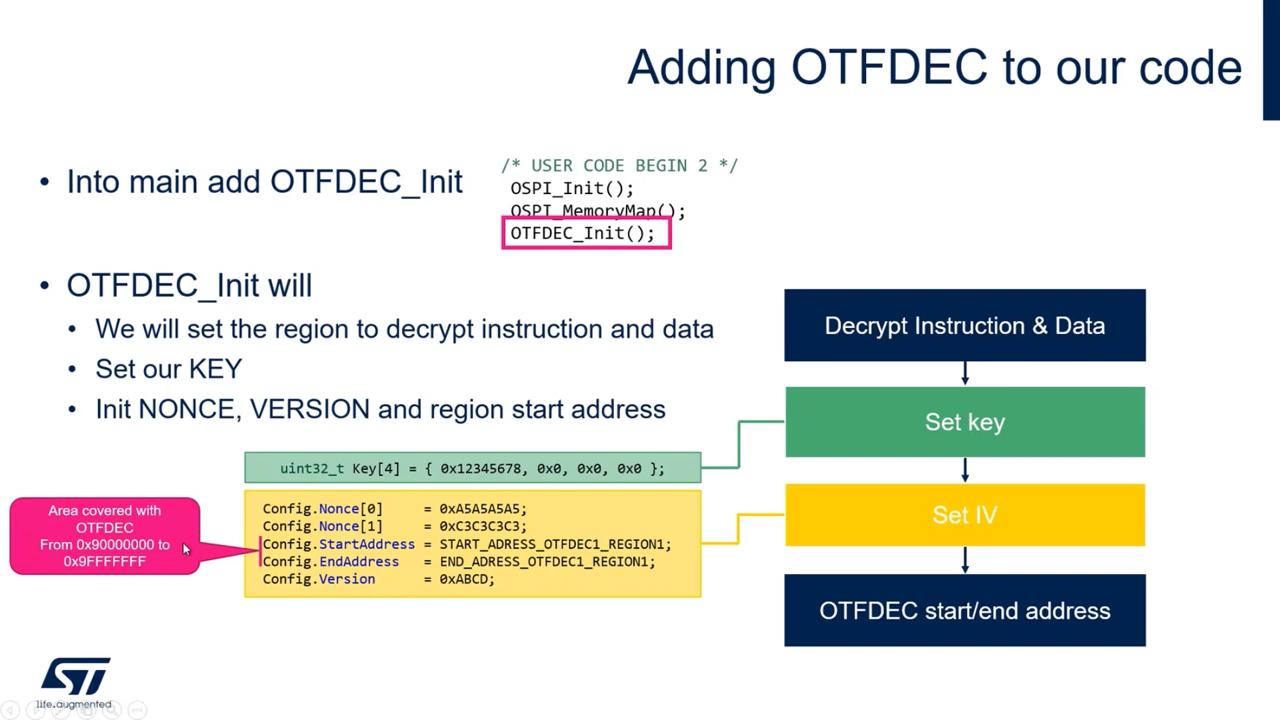 Adding OTFDEC to our code
• Into main add OTFDEC_Init
/* USER CODE BEGIN 2 */
OSPI_Init();
OSPI_MemoryMap();
OTFDEC_Init();
• OTFDEC_Init will
• We will set the region to decrypt instruction and data
• Set our KEY
• Init NONCE, VERSION and region start address
uint32_t Key[4] = { 0x12345678, 0x0, 0x0, 0x0 };
Config.Nonce[0] = 0xA5A5A5A5;
Config.Nonce[1] = 0xC3C3C3C3;
Config.StartAddress = START_ADRESS_OTFDEC1_REGION1;
Config.EndAddress = END_ADRESS_OTFDEC1_REGION1;
Config.Version = 0xABCD;
Area covered with
OTFDEC
From 0x90000000 to
0x9FFFFFFF
Decrypt Instruction & Data
Set key
Set IV
OTFDEC start/end address
ST
life.augmented